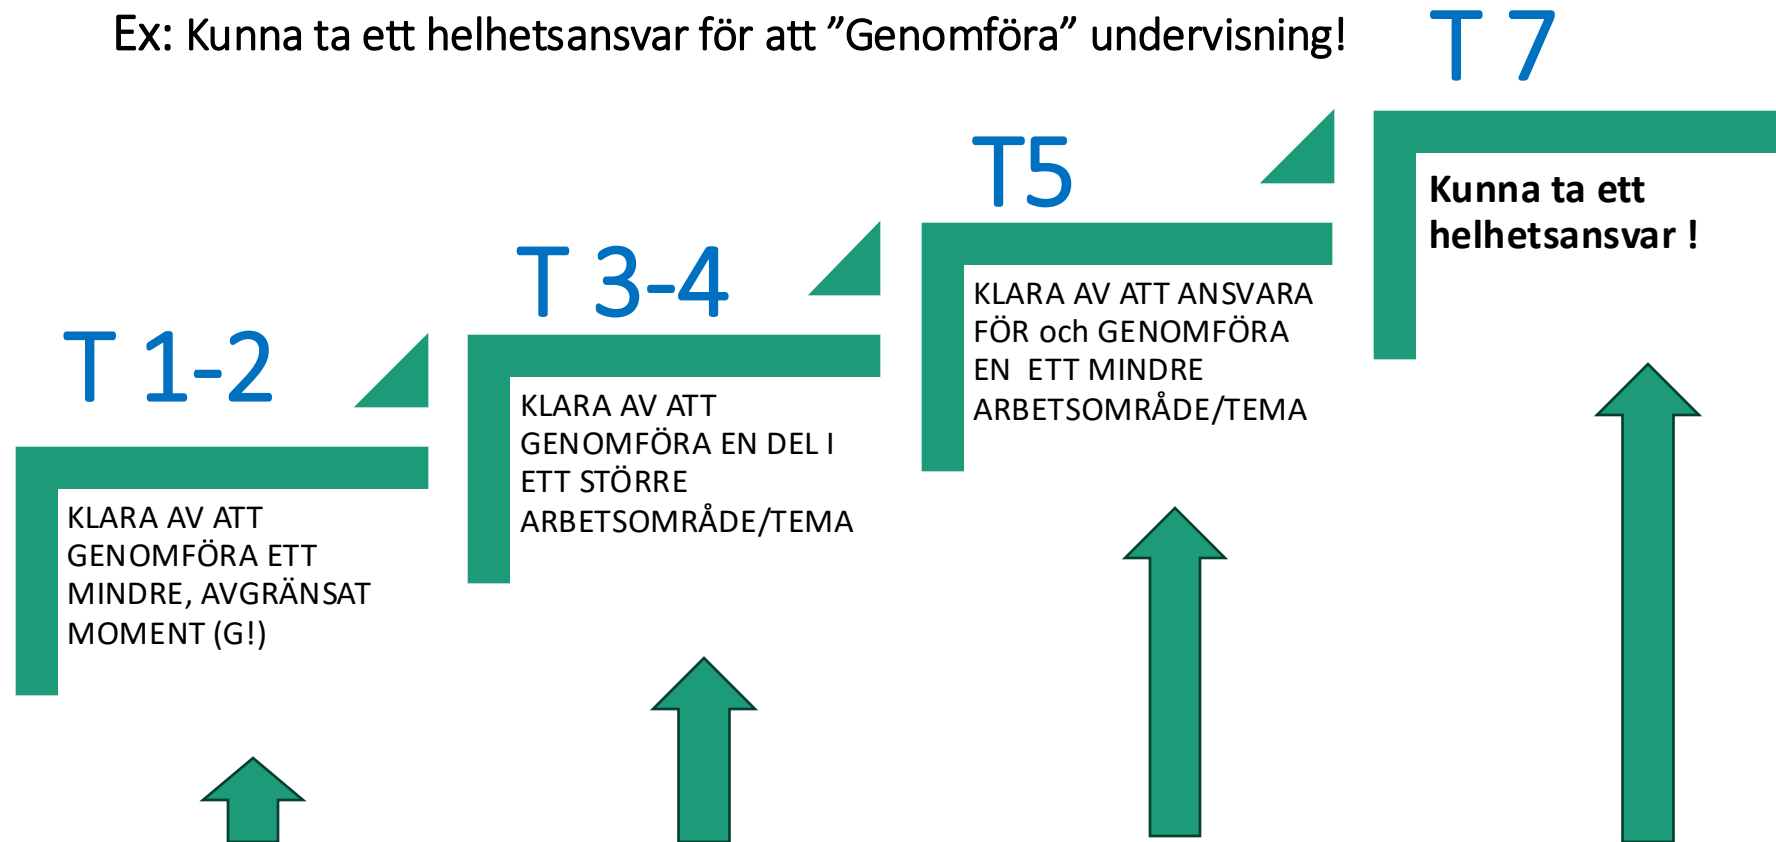 Ex: Kunna ta ett helhetsansvar för att ”Genomföra” undervisning!
T 1-2
KLARA AV ATT
GENOMFÖRA ETT
MINDRE, AVGRÄNSAT
MOMENT (G!)
T 3-4
KLARA AV ATT
GENOMFÖRA EN DEL I
ETT STÖRRE
ARBETSOMRÅDE/TEMA
T5
KLARA AV ATT ANSVARA
FÖR och GENOMFÖRA
EN  ETT MINDRE
ARBETSOMRÅDE/TEMA
T 7
Kunna ta ett
helhetsansvar !